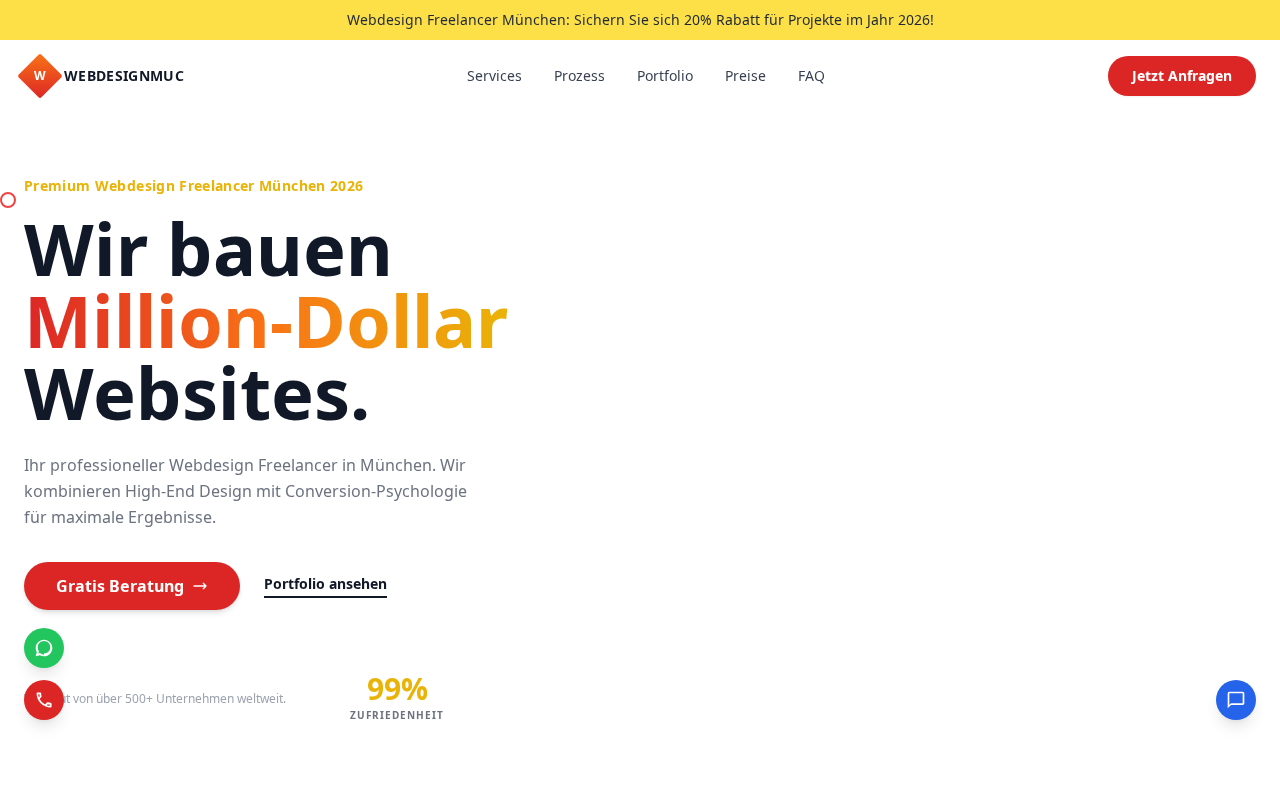 Webdesign Freelancer München: Sichern Sie sich 20% Rabatt für Projekte im Jahr 2026!
W
WEBDESIGNMUC
Services
Prozess
Portfolio
Preise
FAQ
Jetzt Anfragen
Premium Webdesign Freelancer München 2026
Wir bauen
Million-Dollar
Websites.
Ihr professioneller Webdesign Freelancer in München. Wir
kombinieren High-End Design mit Conversion-Psychologie
für maximale Ergebnisse.
Gratis Beratung →
Portfolio ansehen
von über 500+ Unternehmen weltweit.
99%
ZUFRIEDENHEIT